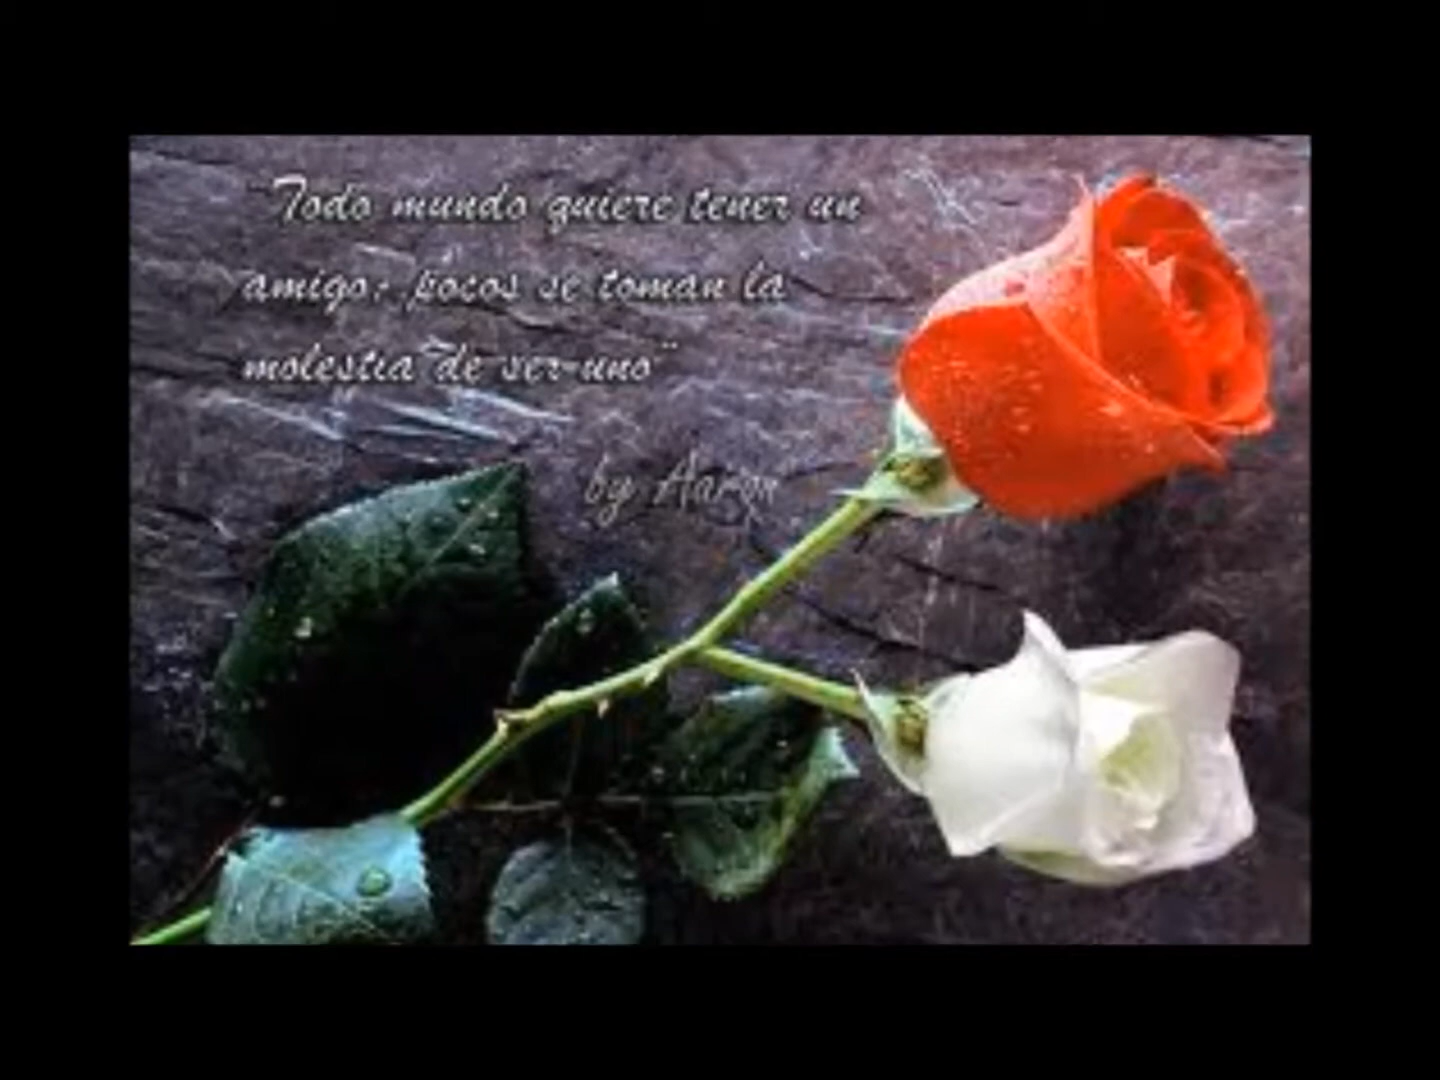 "Todo mundo quiere tener un
amigo, pocos se toman la
molestia de ser uno"
by Aaron